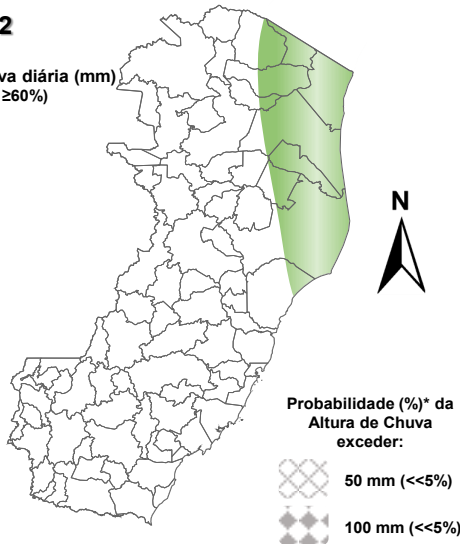 2
va diária (mm)
≥60%)
N
Probabilidade (%)* da
Altura de Chuva
exceder:
50 mm (<<5%)
100 mm (<<5%)